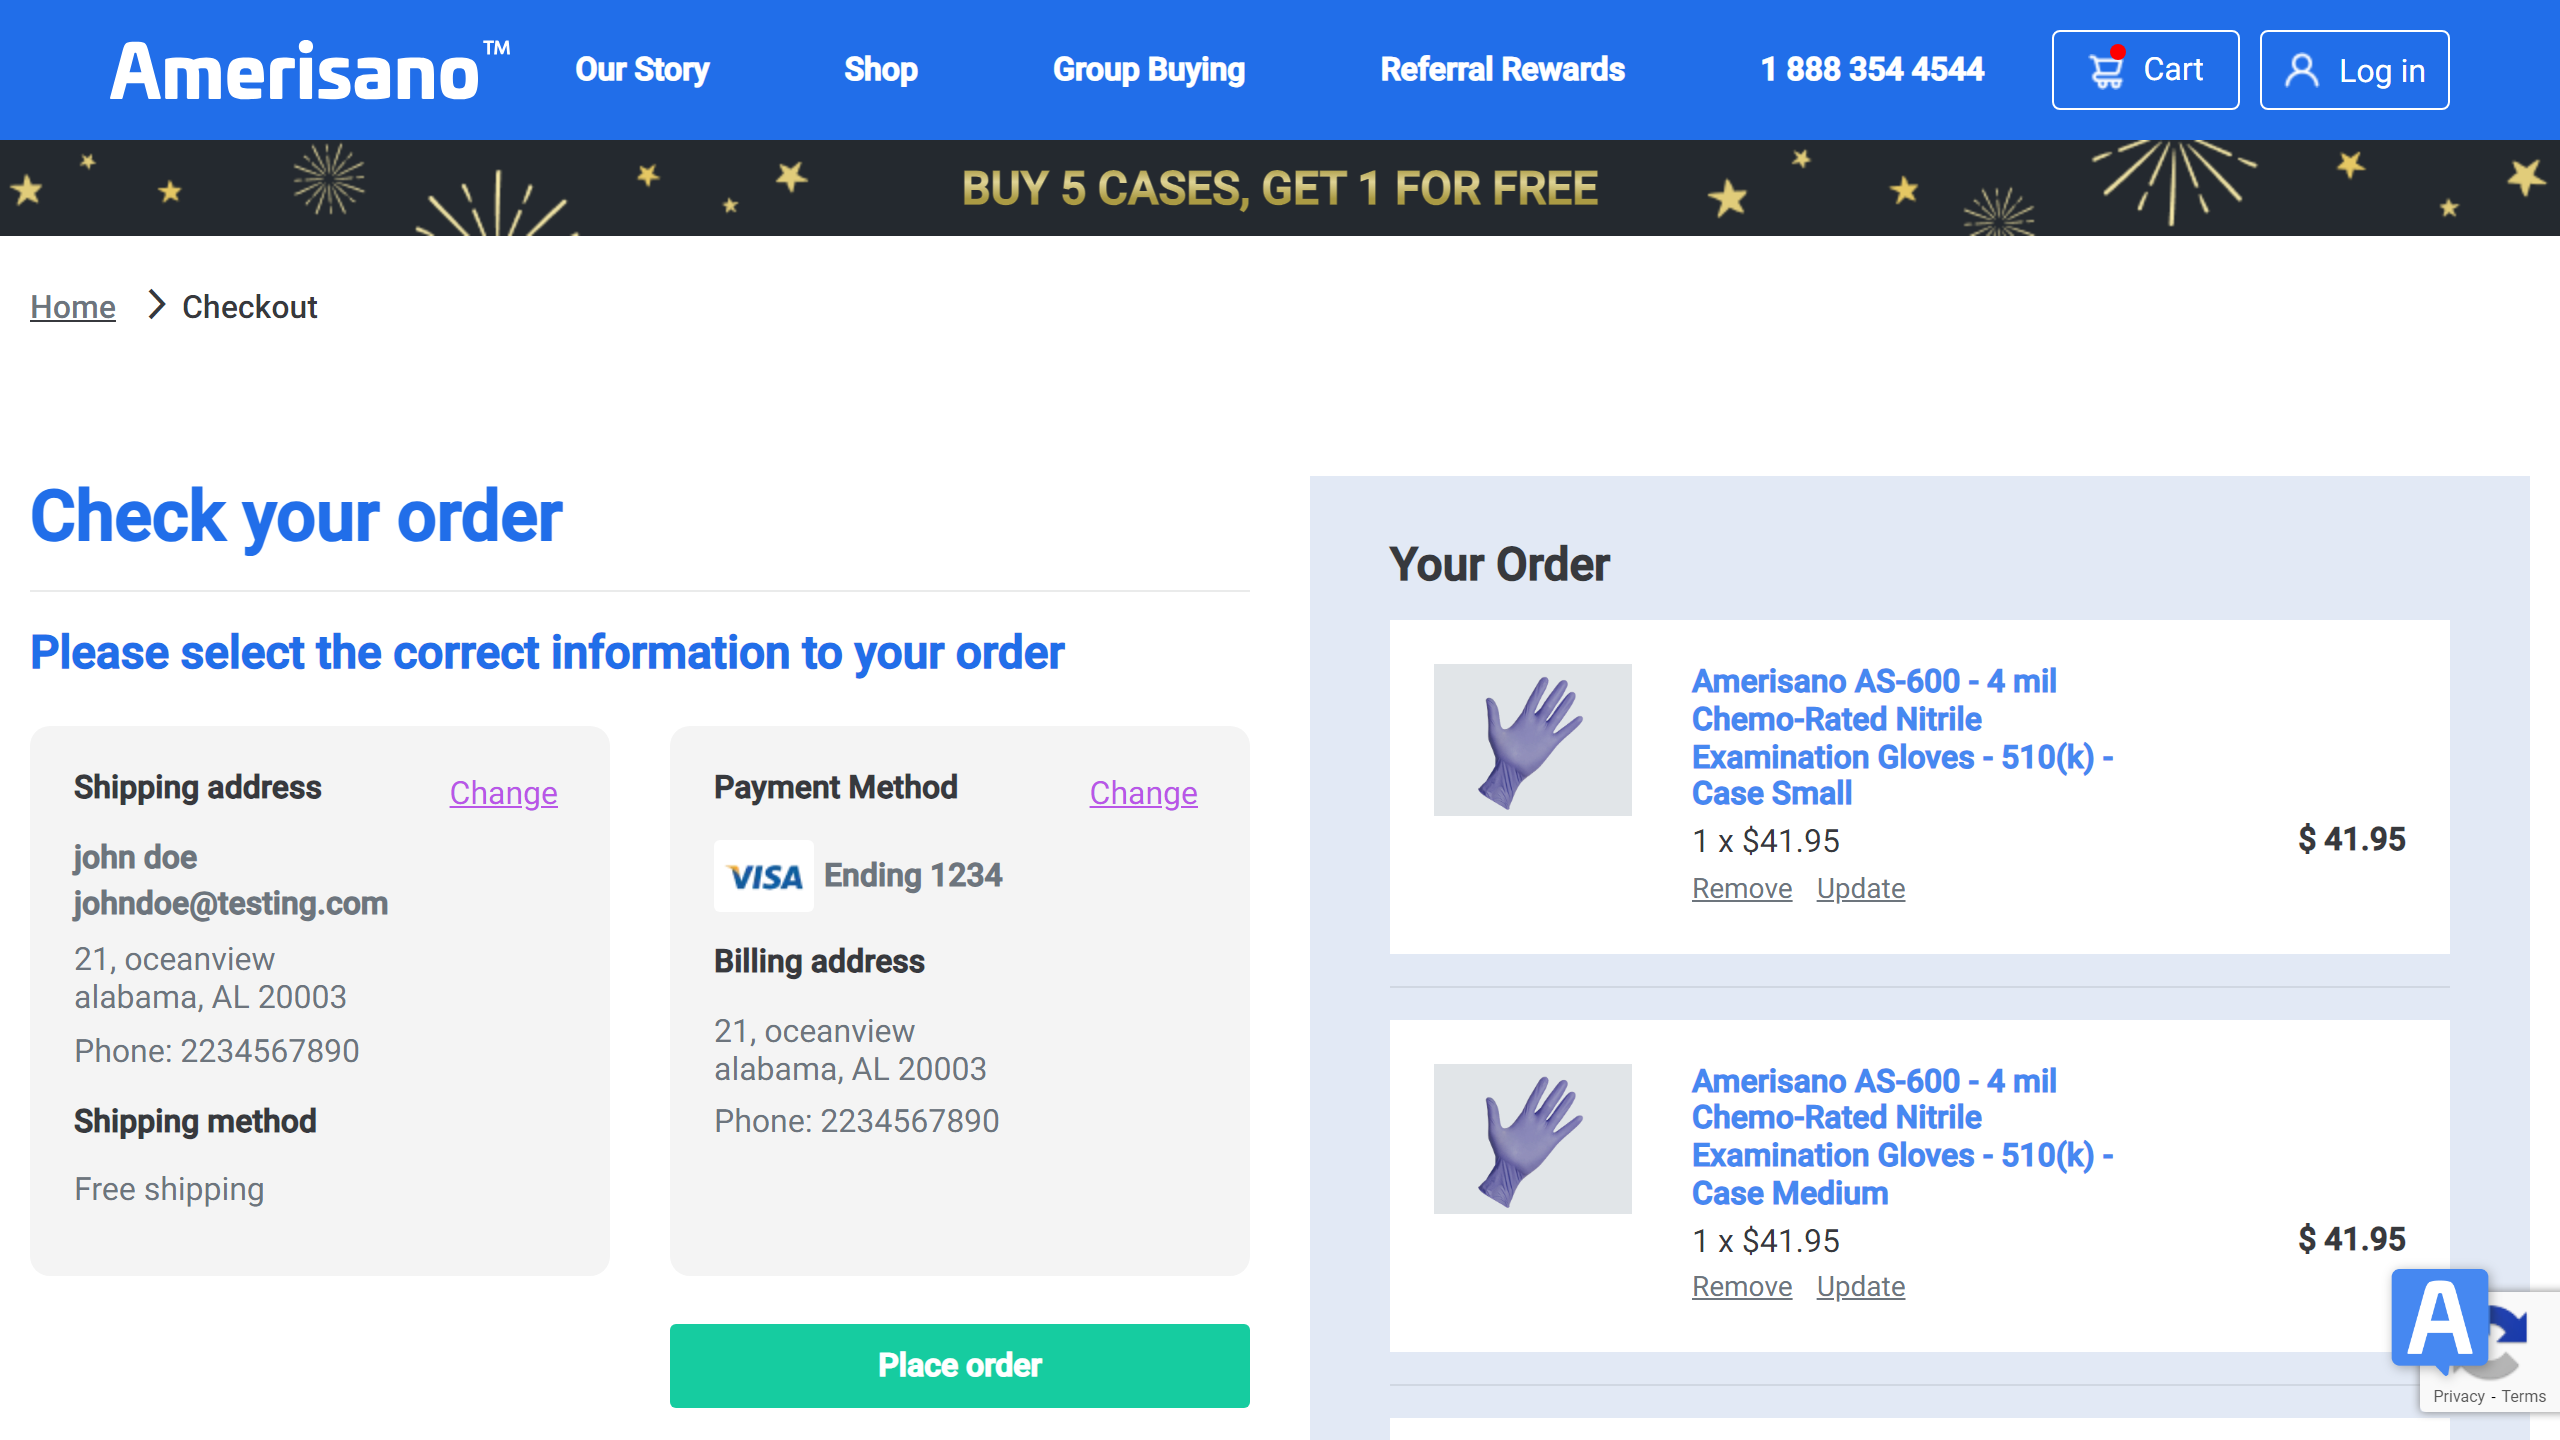 Amerisano™
Our Story
Shop
Group Buying
Referral Rewards
1 888 354 4544
Cart
Log in
BUY 5 CASES, GET 1 FOR FREE
Home
Checkout
Check your order
Please select the correct information to your order
Shipping address
Change
john doe
johndoe@testing.com
21, oceanview
alabama, AL 20003
Phone: 2234567890
Shipping method
Free shipping
Payment Method
Change
VISA
Ending 1234
Billing address
21, oceanview
alabama, AL 20003
Phone: 2234567890
Place order
Your Order
Amerisano AS-600 - 4 mil
Chemo-Rated Nitrile
Examination Gloves - 510(k) -
Case Small
1 x $41.95
$ 41.95
Remove
Update
Amerisano AS-600 - 4 mil
Chemo-Rated Nitrile
Examination Gloves - 510(k) -
Case Medium
1 x $41.95
$ 41.95
Remove
Update
A
Privacy - Terms